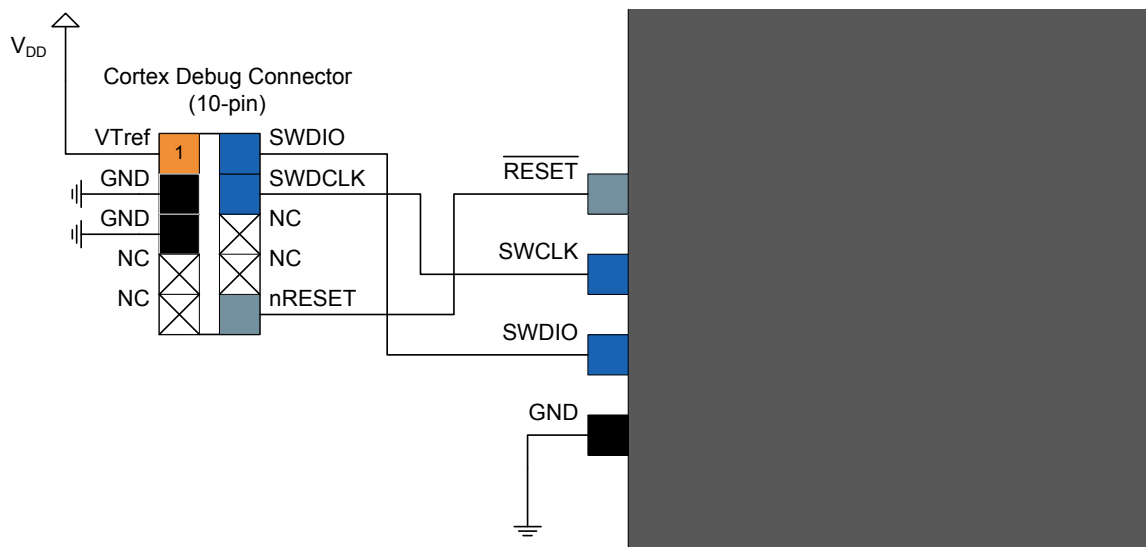 V_DD
Cortex Debug Connector
(10-pin)
VTref
1
SWDIO
GND
SWDCLK
GND
NC
NC
NC
NC
nRESET
RESET
SWCLK
SWDIO
GND